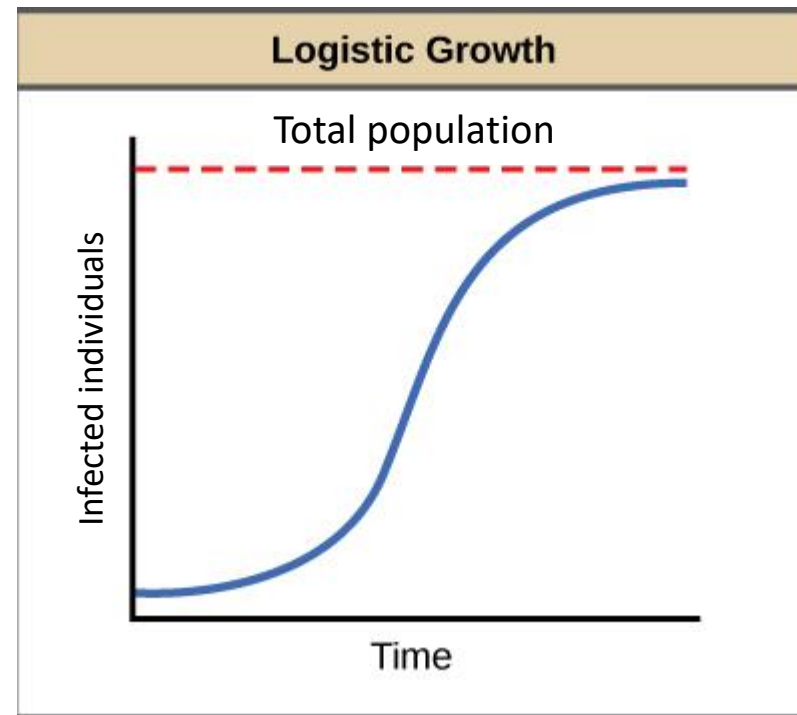 Logistic Growth
Total population
Infected individuals
Time